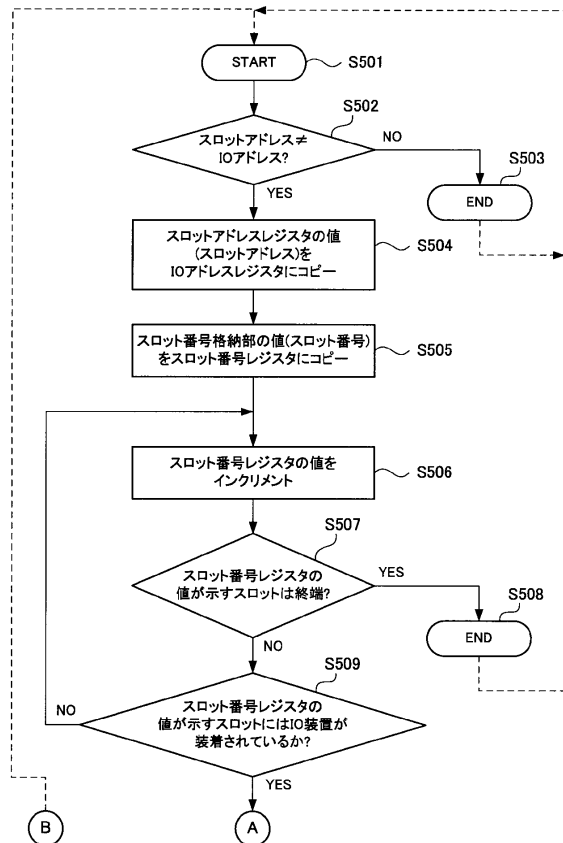 START
S501
S502
スロットアドレス≠
IOアドレス?
NO
YES
S503
END
スロットアドレスレジスタの値
(スロットアドレス)を
IOアドレスレジスタにコピー
S504
スロット番号格納部の値(スロット番号)
をスロット番号レジスタにコピー
S505
スロット番号レジスタの値を
インクリメント
S506
S507
スロット番号レジスタの
値が示すスロットは終端?
YES
NO
S508
END
S509
スロット番号レジスタの
値が示すスロットにはIO装置が
装着されているか?
NO
YES
B
A